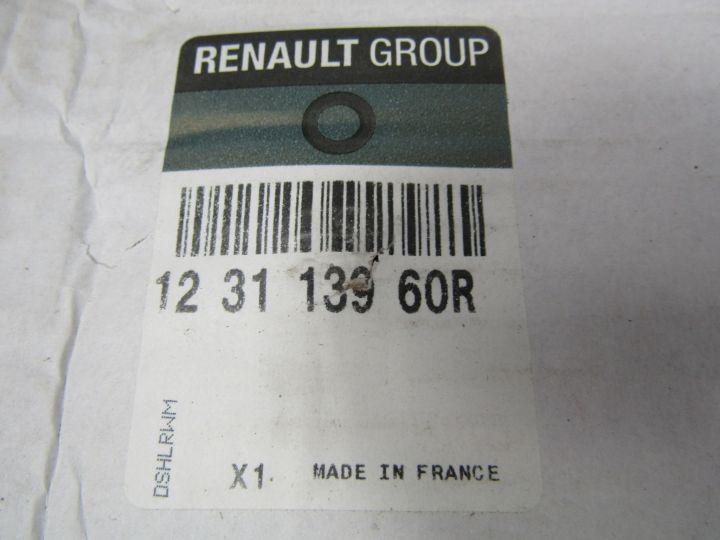 RENAULT GROUP
12 31 139 60R
DSHLRWM
X1 MADE IN FRANCE